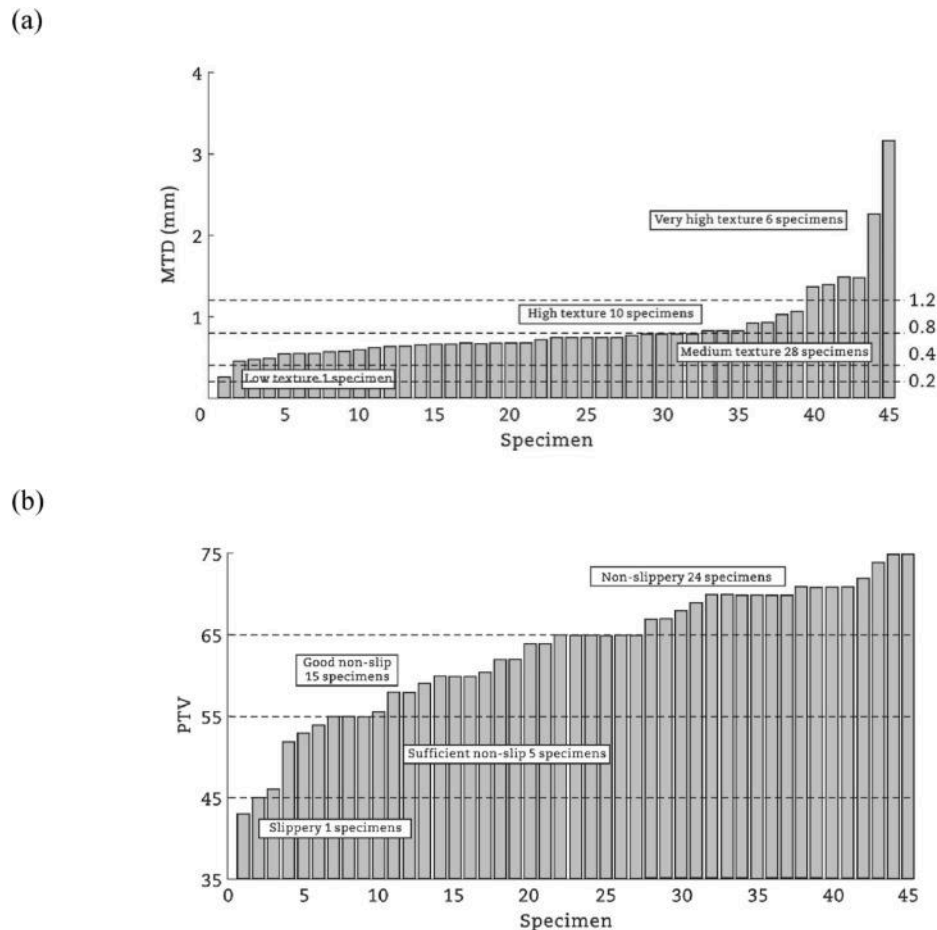 (a)
4
3
2
1
0
MTD (mm)
Very high texture 6 specimens
High texture 10 specimens
Medium texture 28 specimens
Low texture 1 specimen
1.2
0.8
0.4
0.2
5 10 15 20 25 30 35 40 45
Specimen
(b)
75
65
55
45
35
PTV
Non-slippery 24 specimens
Good non-slip
15 specimens
Sufficient non-slip 5 specimens
Slippery 1 specimens
0 5 10 15 20 25 30 35 40 45
Specimen